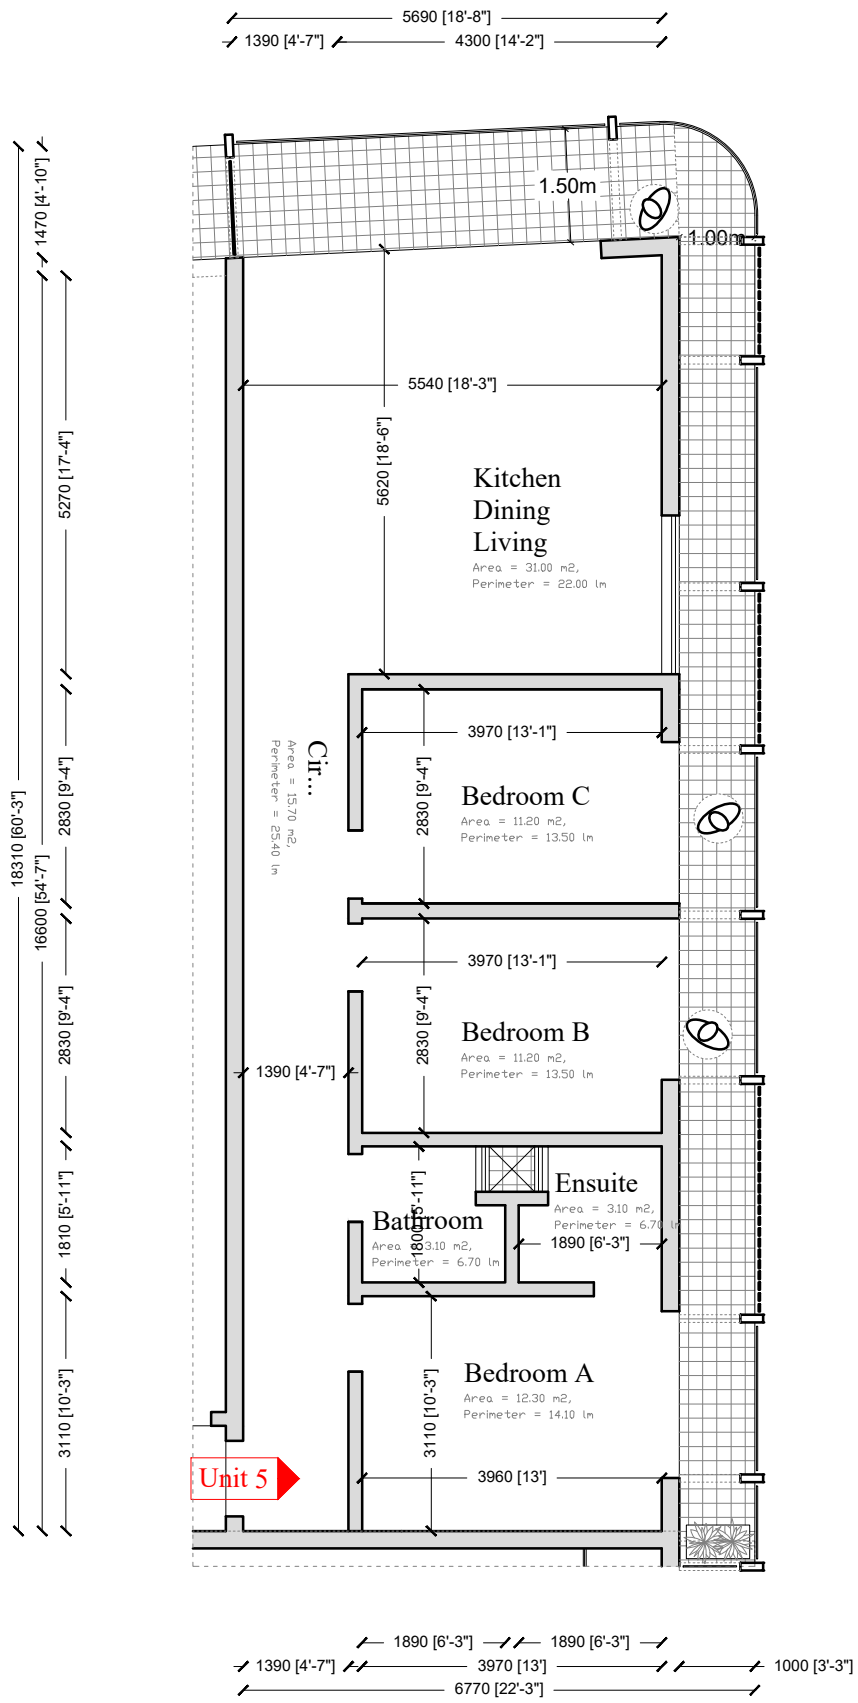 5690 [18'-8"]
1390 [4'-7"]
4300 [14'-2"]
1.50m
1.00m
1470 [4'-10"]
5540 [18'-3"]
5620 [18'-6"]
5270 [17'-4"]
Kitchen
Dining
Living
Area = 31.00 m2,
Perimeter = 22.00 lm
Cir...
Area = 15.70 m2,
Perimeter = 25.40 lm
3970 [13'-1"]
2830 [9'-4"]
2830 [9'-4"]
Bedroom C
Area = 11.20 m2,
Perimeter = 13.50 lm
18310 [60'-3"]
16600 [54'-7"]
3970 [13'-1"]
2830 [9'-4"]
2830 [9'-4"]
Bedroom B
Area = 11.20 m2,
Perimeter = 13.50 lm
1390 [4'-7"]
1810 [5'-11"]
1800 [5'-11"]
Ensuite
Area = 3.10 m2,
Perimeter = 6.70 lm
1890 [6'-3"]
Bathroom
Area = 3.10 m2,
Perimeter = 6.70 lm
3110 [10'-3"]
3110 [10'-3"]
Bedroom A
Area = 12.30 m2,
Perimeter = 14.10 lm
3960 [13']
Unit 5
1890 [6'-3"]
1890 [6'-3"]
1390 [4'-7"]
3970 [13']
1000 [3'-3"]
6770 [22'-3"]